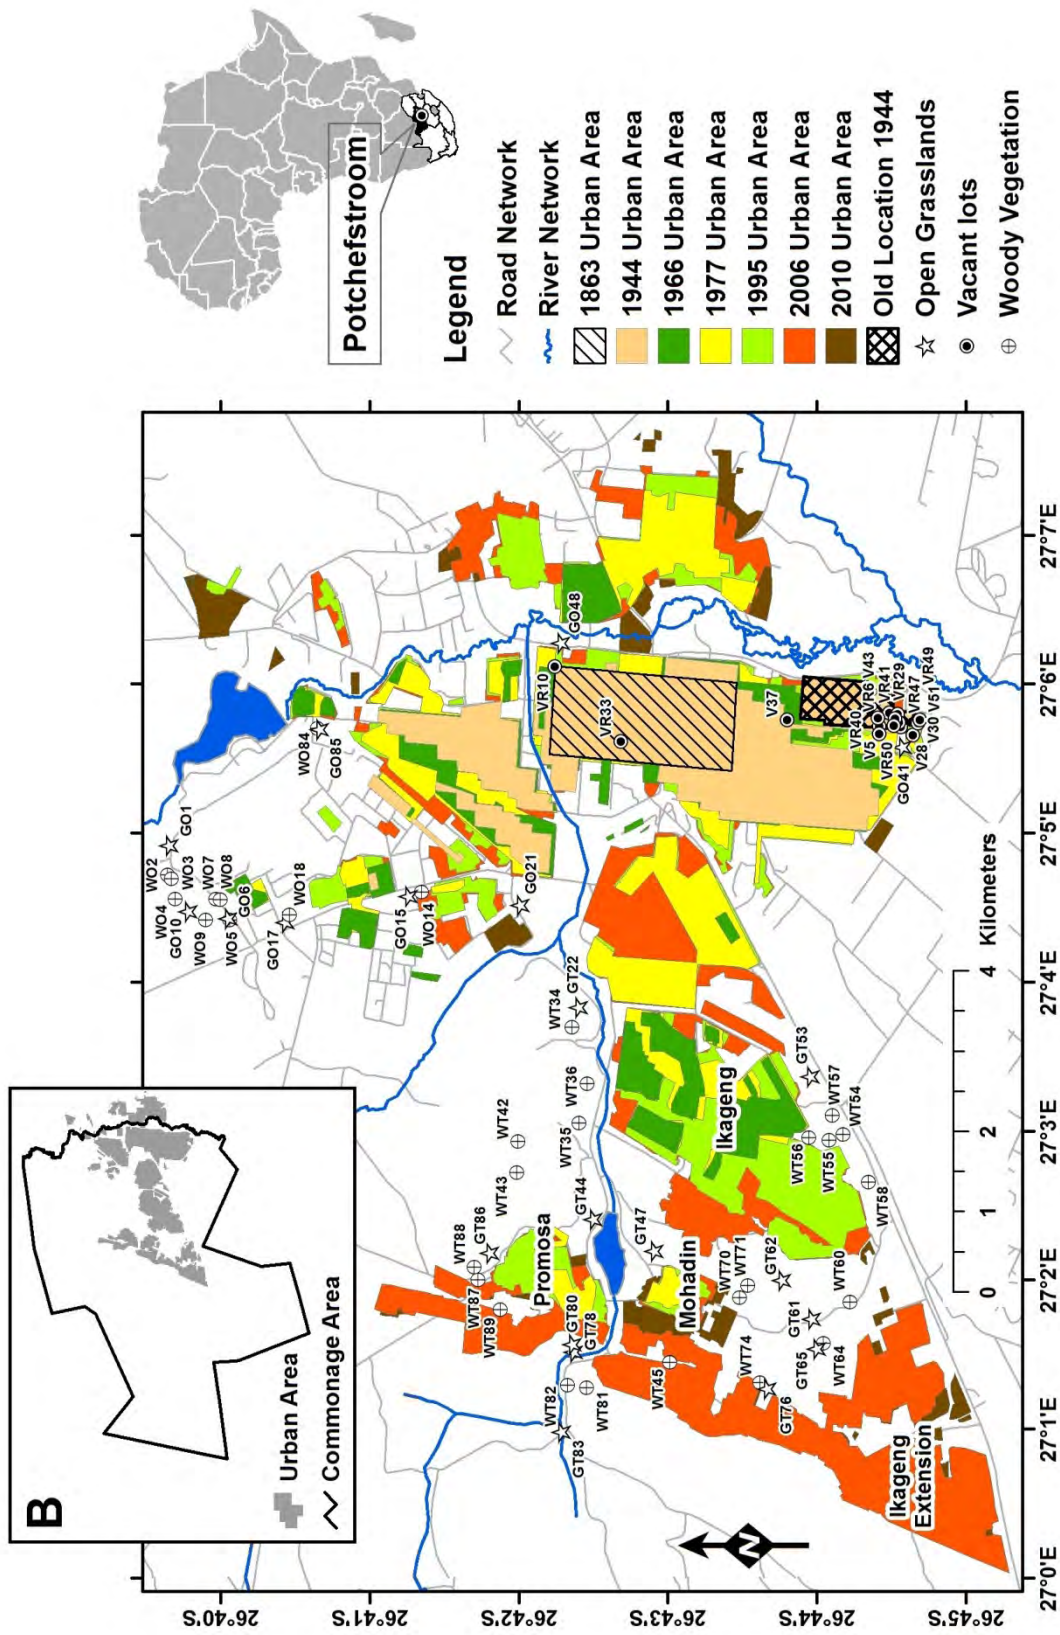 B
Urban Area
Commonage Area
Potchefstroom
Legend
Road Network
River Network
1863 Urban Area
1944 Urban Area
1966 Urban Area
1977 Urban Area
1995 Urban Area
2006 Urban Area
2010 Urban Area
Old Location 1944
Open Grasslands
Vacant lots
Woody Vegetation
26°40'S
26°41'S
26°42'S
26°43'S
26°44'S
26°45'S
27°0'E
27°1'E
27°2'E
27°3'E
27°4'E
27°5'E
27°6'E
27°7'E
WO2
GO1
WO4
WO3
GO10
WO7
WO9
WO8
WO5
GO6
GO17
WO18
WO84
GO85
GO15
WO14
GO21
GO48
VR10
VR33
V37
V43
VR6
VR41
VR40
VR29
V5
VR47
VR49
VR50
V51
GO41
V30
V28
WT34
GT22
WT36
WT35
WT42
WT43
GT44
GT47
WT88
GT86
WT87
WT89
Promosa
GT80
GT78
WT82
WT81
GT83
Mohadin
WT70
WT71
WT45
WT74
GT76
GT62
GT61
GT65
WT64
WT60
Ikageng
GT53
WT57
WT56
WT54
WT55
WT58
Ikageng
Extension
N
0
1
2
4
Kilometers